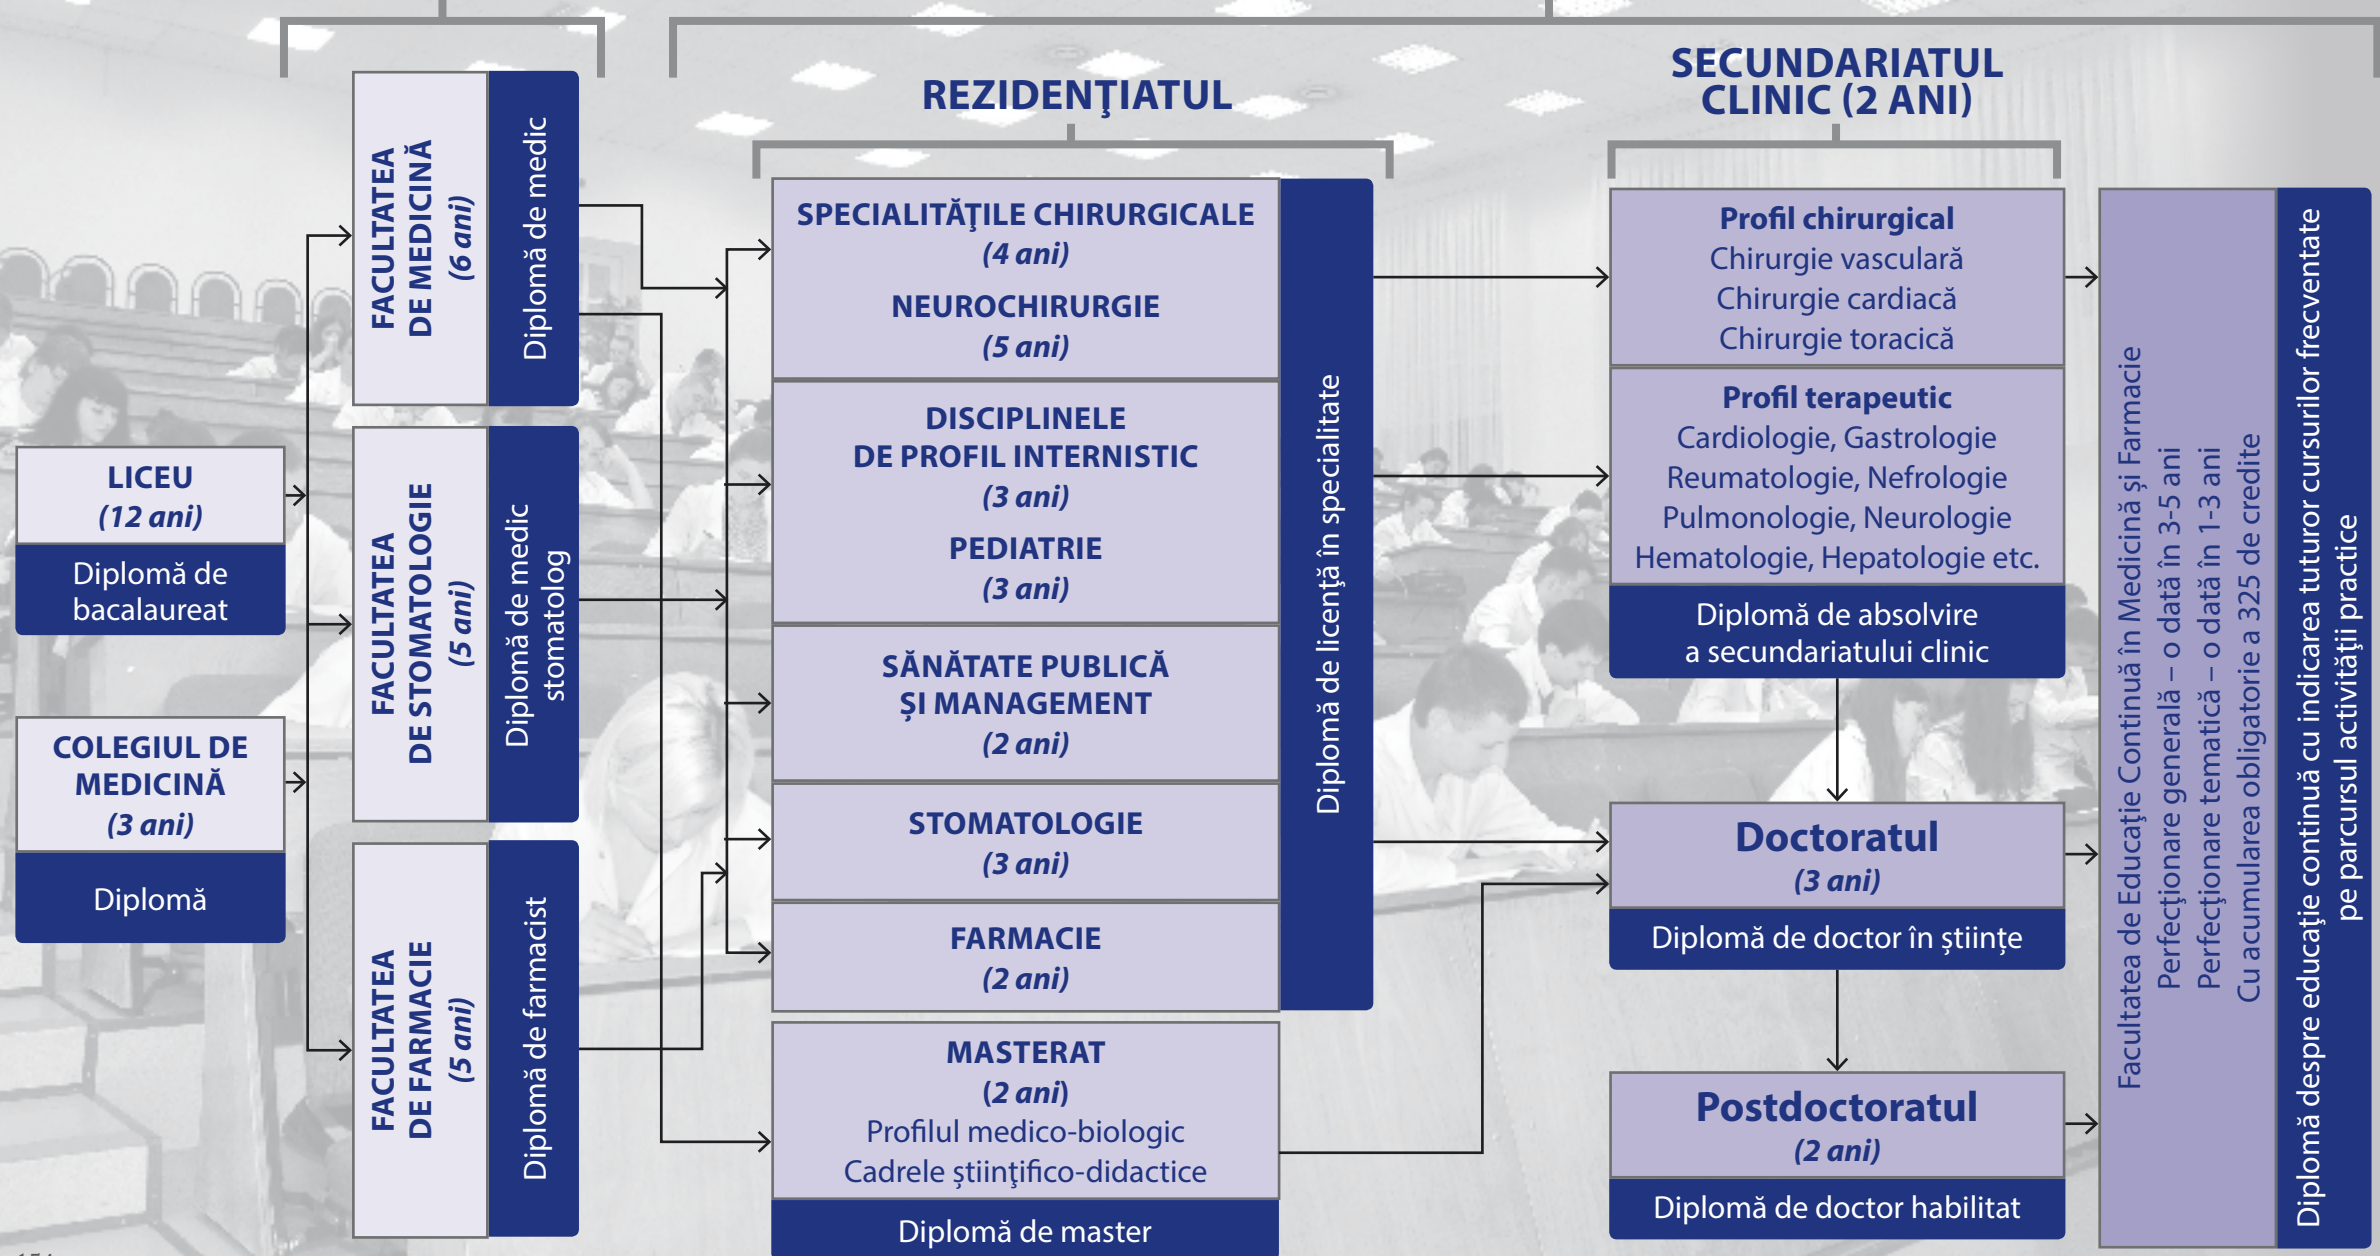 LICEU
(12 ani)
Diplomă de
bacalaureat
COLEGIUL DE
MEDICINĂ
(3 ani)
Diplomă
FACULTATEA
DE MEDICINĂ
(6 ani)
Diplomă de medic
FACULTATEA
DE STOMATOLOGIE
(5 ani)
Diplomă de medic
stomatolog
FACULTATEA
DE FARMACIE
(5 ani)
Diplomă de farmacist
REZIDENŢIATUL
SPECIALITĂŢILE CHIRURGICALE
(4 ani)
NEUROCHIRURGIE
(5 ani)
DISCIPLINELE
DE PROFIL INTERNISTIC
(3 ani)
PEDIATRIE
(3 ani)
SĂNĂTATE PUBLICĂ
ȘI MANAGEMENT
(2 ani)
STOMATOLOGIE
(3 ani)
FARMACIE
(2 ani)
Diplomă de licenţă în specialitate
MASTERAT
(2 ani)
Profilul medico-biologic
Cadrele științifico-didactice
Diplomă de master
SECUNDARIATUL
CLINIC (2 ANI)
Profil chirurgical
Chirurgie vasculară
Chirurgie cardiacă
Chirurgie toracică
Profil terapeutic
Cardiologie, Gastrologie
Reumatologie, Nefrologie
Pulmonologie, Neurologie
Hematologie, Hepatologie etc.
Diplomă de absolvire
a secundariatului clinic
Doctoratul
(3 ani)
Diplomă de doctor în științe
Postdoctoratul
(2 ani)
Diplomă de doctor habilitat
Facultatea de Educaţie Continuă în Medicină și Farmacie
Perfecţionare generală – o dată în 3-5 ani
Perfecţionare tematică – o dată în 1-3 ani
Cu acumularea obligatorie a 325 de credite
Diplomă despre educaţie continuă cu indicarea tuturor cursurilor frecventate
pe parcursul activităţii practice